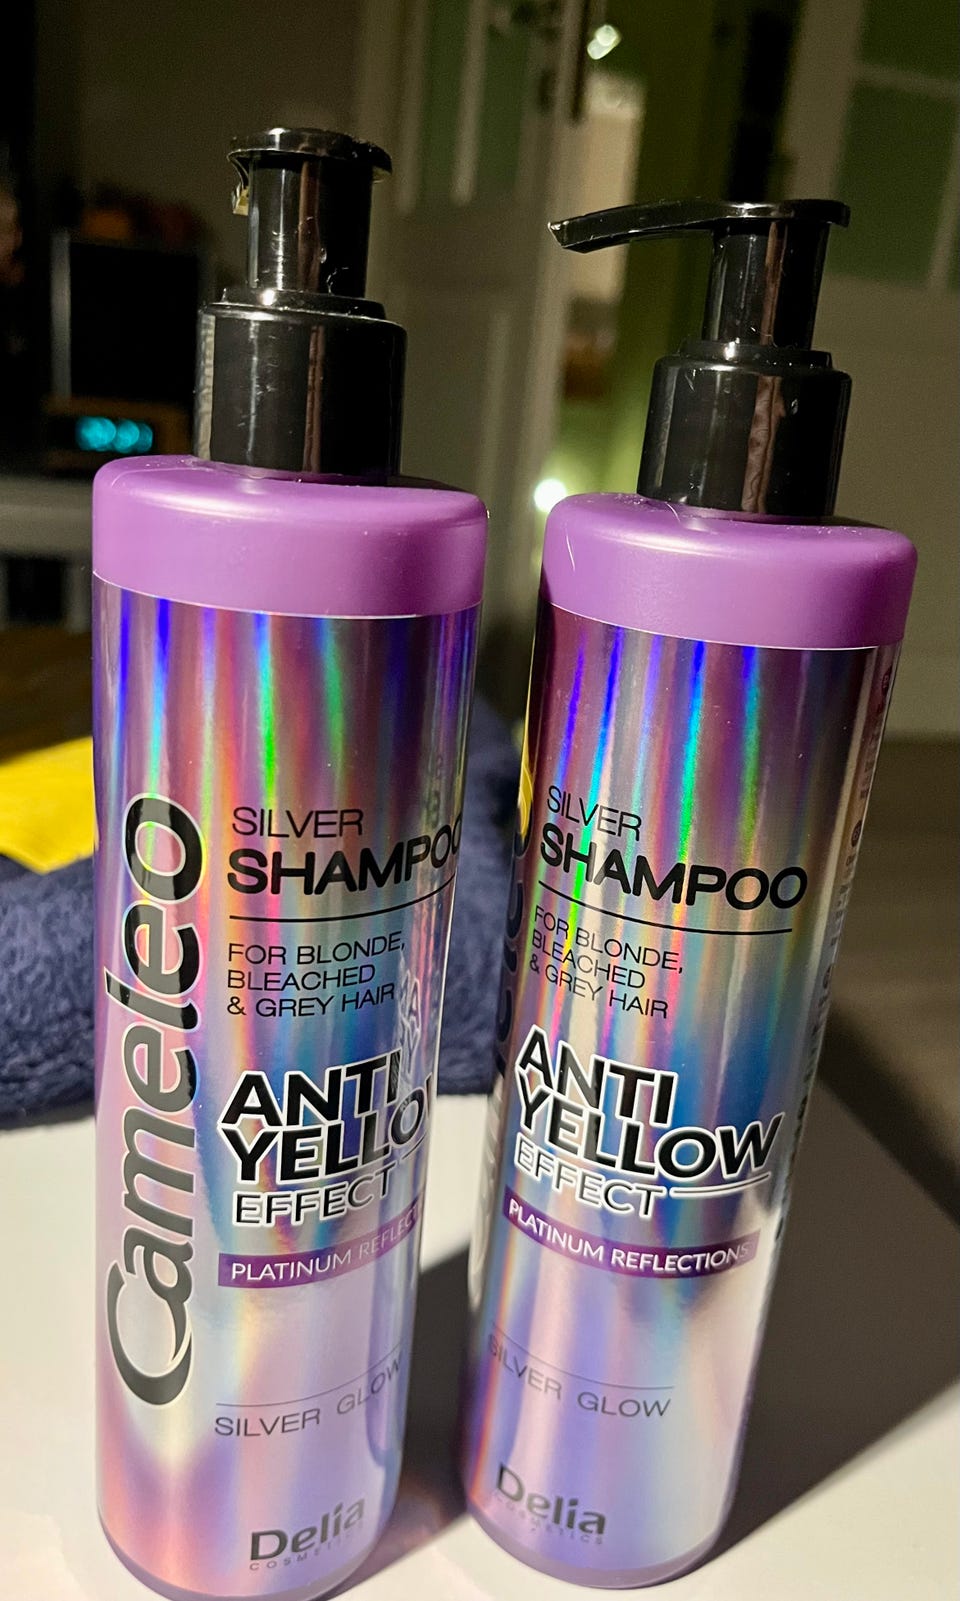 Cameleo
SILVER
SHAMPOO
FOR BLONDE,
BLEACHED
& GREY HAIR
ANTI
YELLOW
EFFECT
PLATINUM REFLECTIONS
SILVER GLOW
Delia
COSMETICS
SILVER
SHAMPOO
FOR BLONDE,
BLEACHED
& GREY HAIR
ANTI
YELLOW
EFFECT
PLATINUM REFLECTIONS
SILVER GLOW
Delia
COSMETICS